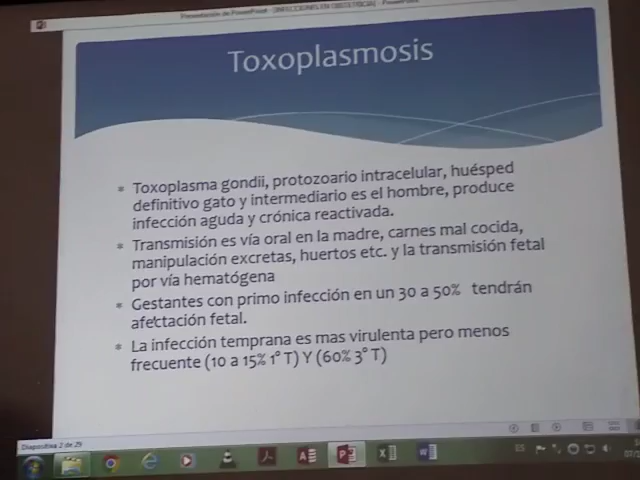 Presentación de PowerPoint - [INFECCIONES EN OBSTETRICIA] - PowerPoint
Toxoplasmosis
Toxoplasma gondii, protozoario intracelular, huésped
definitivo gato y intermediario es el hombre, produce
infección aguda y crónica reactivada.
Transmisión es vía oral en la madre, carnes mal cocida,
manipulación excretas, huertos etc. y la transmisión fetal
por vía hematógena
Gestantes con primo infección en un 30 a 50% tendrán
afectación fetal.
La infección temprana es mas virulenta pero menos
frecuente (10 a 15% 1° T) Y (60% 3° T)
Diapositiva 2 de 29
ES